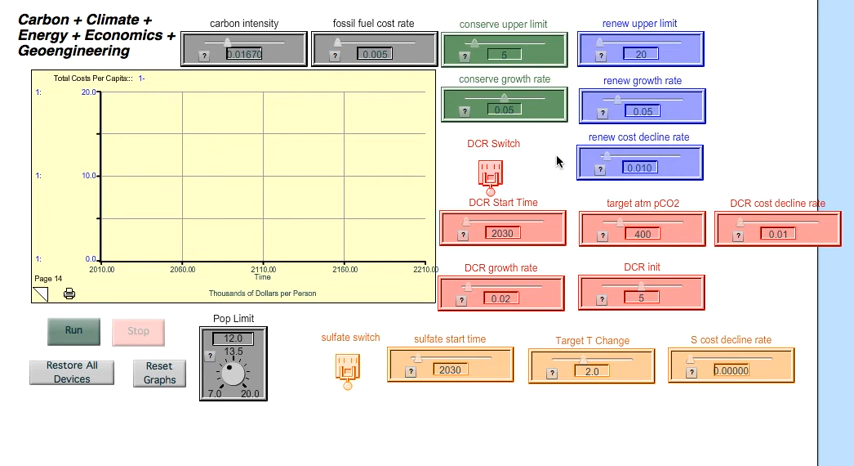 Carbon + Climate +
Energy + Economics +
Geoengineering
carbon intensity
? 0.01670
fossil fuel cost rate
? 0.005
conserve upper limit
? 5
renew upper limit
? 20
conserve growth rate
? 0.05
renew growth rate
? 0.05
renew cost decline rate
? 0.010
Total Costs Per Capita:: 1-
1: 20.0
1: 10.0
1: 0.0
2010.00 2060.00 2110.00 2160.00 2210.00
Time
Page 14
Thousands of Dollars per Person
DCR Switch
DCR Start Time
? 2030
target atm pCO2
? 400
DCR cost decline rate
? 0.01
DCR growth rate
? 0.02
DCR init
? 5
Run
Stop
Restore All
Devices
Reset
Graphs
Pop Limit
12.0
? 13.5
7.0 20.0
sulfate switch
sulfate start time
? 2030
Target T Change
? 2.0
S cost decline rate
? 0.00000